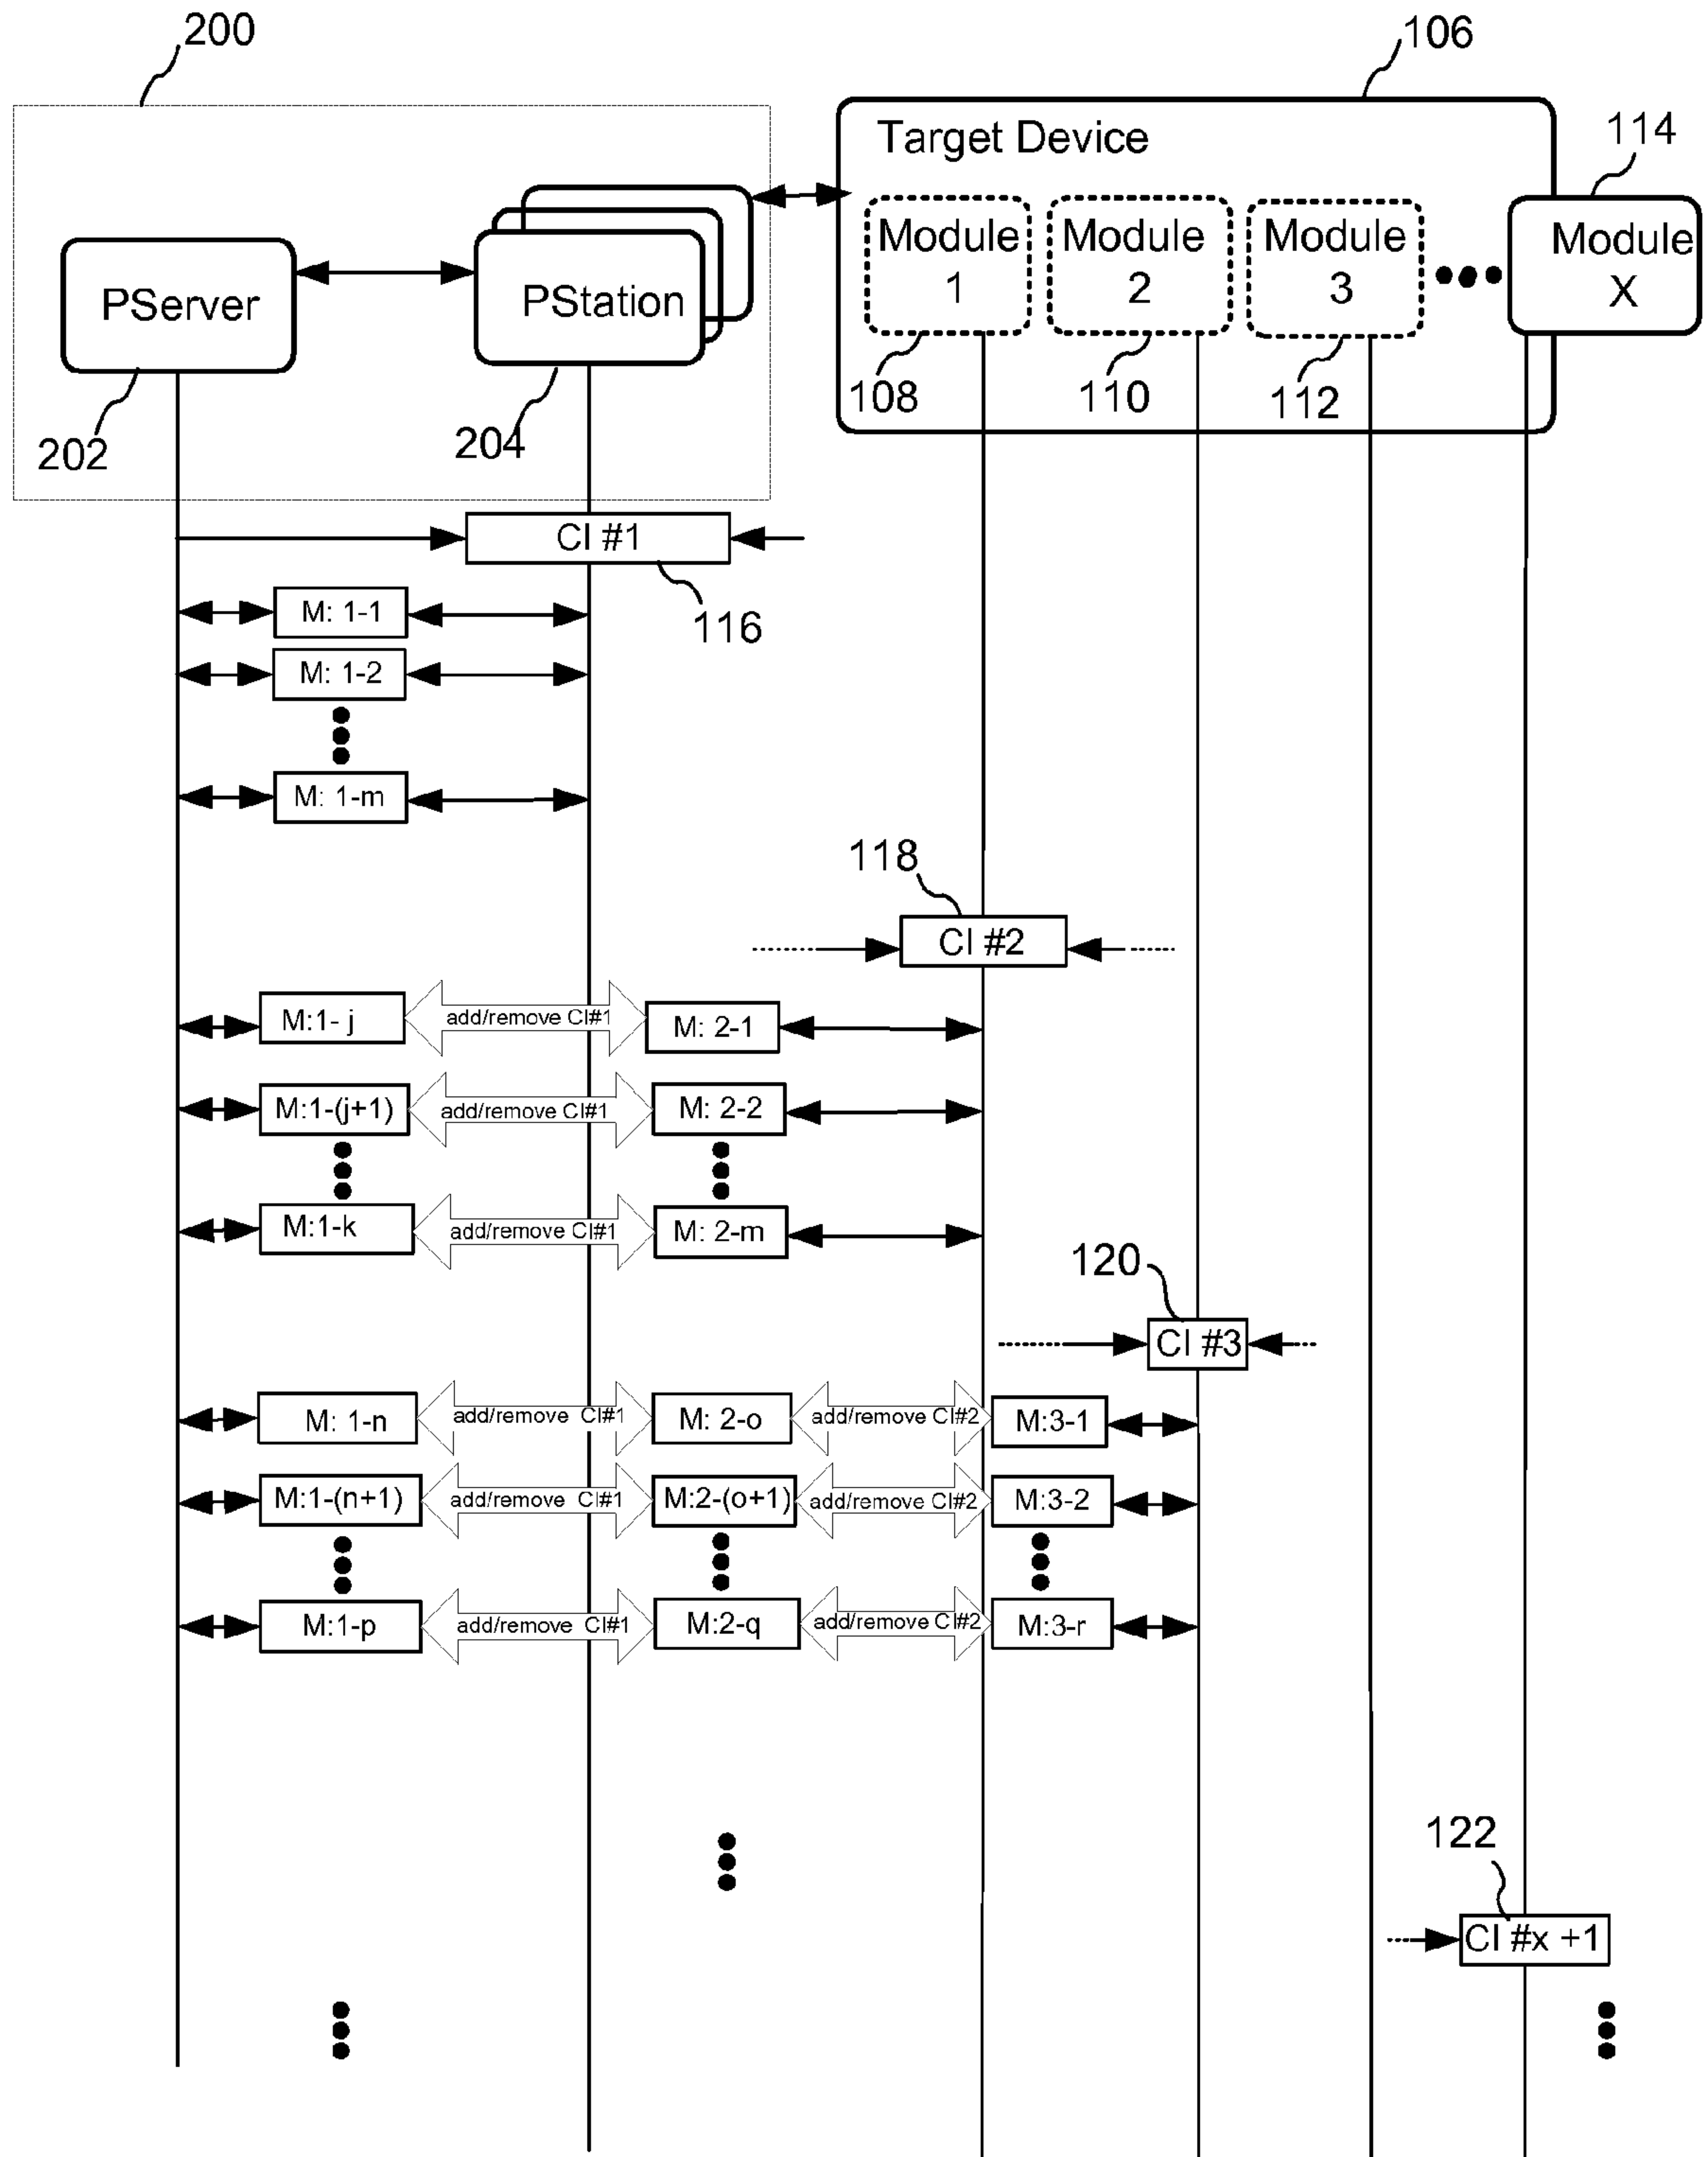 200
106
Target Device
114
Module
1
Module
2
Module
3
Module
X
PServer
PStation
108
110
112
202
204
CI #1
116
M: 1-1
M: 1-2
M: 1-m
118
CI #2
M:1- j
add/remove CI#1
M: 2-1
M:1-(j+1)
add/remove CI#1
M: 2-2
M:1-k
add/remove CI#1
M: 2-m
120
CI #3
M: 1-n
add/remove CI#1
M: 2-o
add/remove CI#2
M:3-1
M:1-(n+1)
add/remove CI#1
M:2-(o+1)
add/remove CI#2
M:3-2
M:1-p
add/remove CI#1
M:2-q
add/remove CI#2
M:3-r
122
CI #x +1